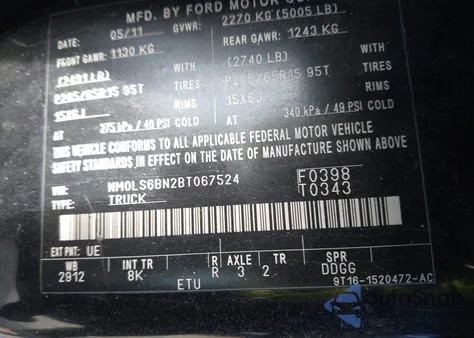 MFD. BY FORD MOTOR CO
DATE: 05/11 GVWR: 2270 KG (5005 LB)
FRONT GAWR: 1130 KG REAR GAWR: 1243 KG
(2491 LB) WITH (2740 LB) WITH
P205/65R15 95T TIRES P205/65R15 95T TIRES
15X6J RIMS 15X6J RIMS
AT 275 kPa / 40 PSI COLD AT 340 kPa / 49 PSI COLD
THIS VEHICLE CONFORMS TO ALL APPLICABLE FEDERAL MOTOR VEHICLE
SAFETY STANDARDS IN EFFECT ON THE DATE OF MANUFACTURE SHOWN ABOVE.
VIN: NM0LS6BN2BT067524 F0398
TYPE: TRUCK T0343
EXT PNT: UE
WB INT TR R AXLE TR SPR
2912 8K R 3 2 DDGG
ETU 9T16-1520472-AC
AutoSnap